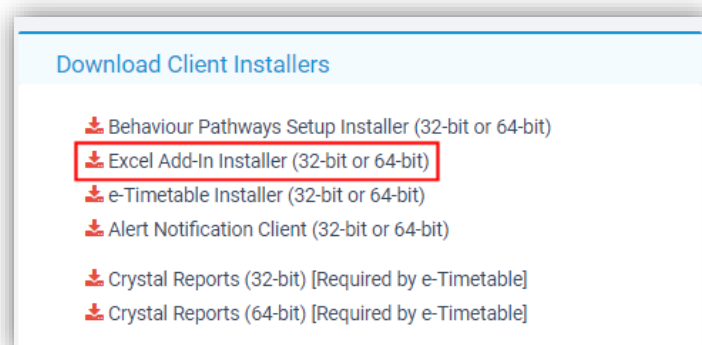 Download Client Installers
Behaviour Pathways Setup Installer (32-bit or 64-bit)
Excel Add-In Installer (32-bit or 64-bit)
e-Timetable Installer (32-bit or 64-bit)
Alert Notification Client (32-bit or 64-bit)
Crystal Reports (32-bit) [Required by e-Timetable]
Crystal Reports (64-bit) [Required by e-Timetable]